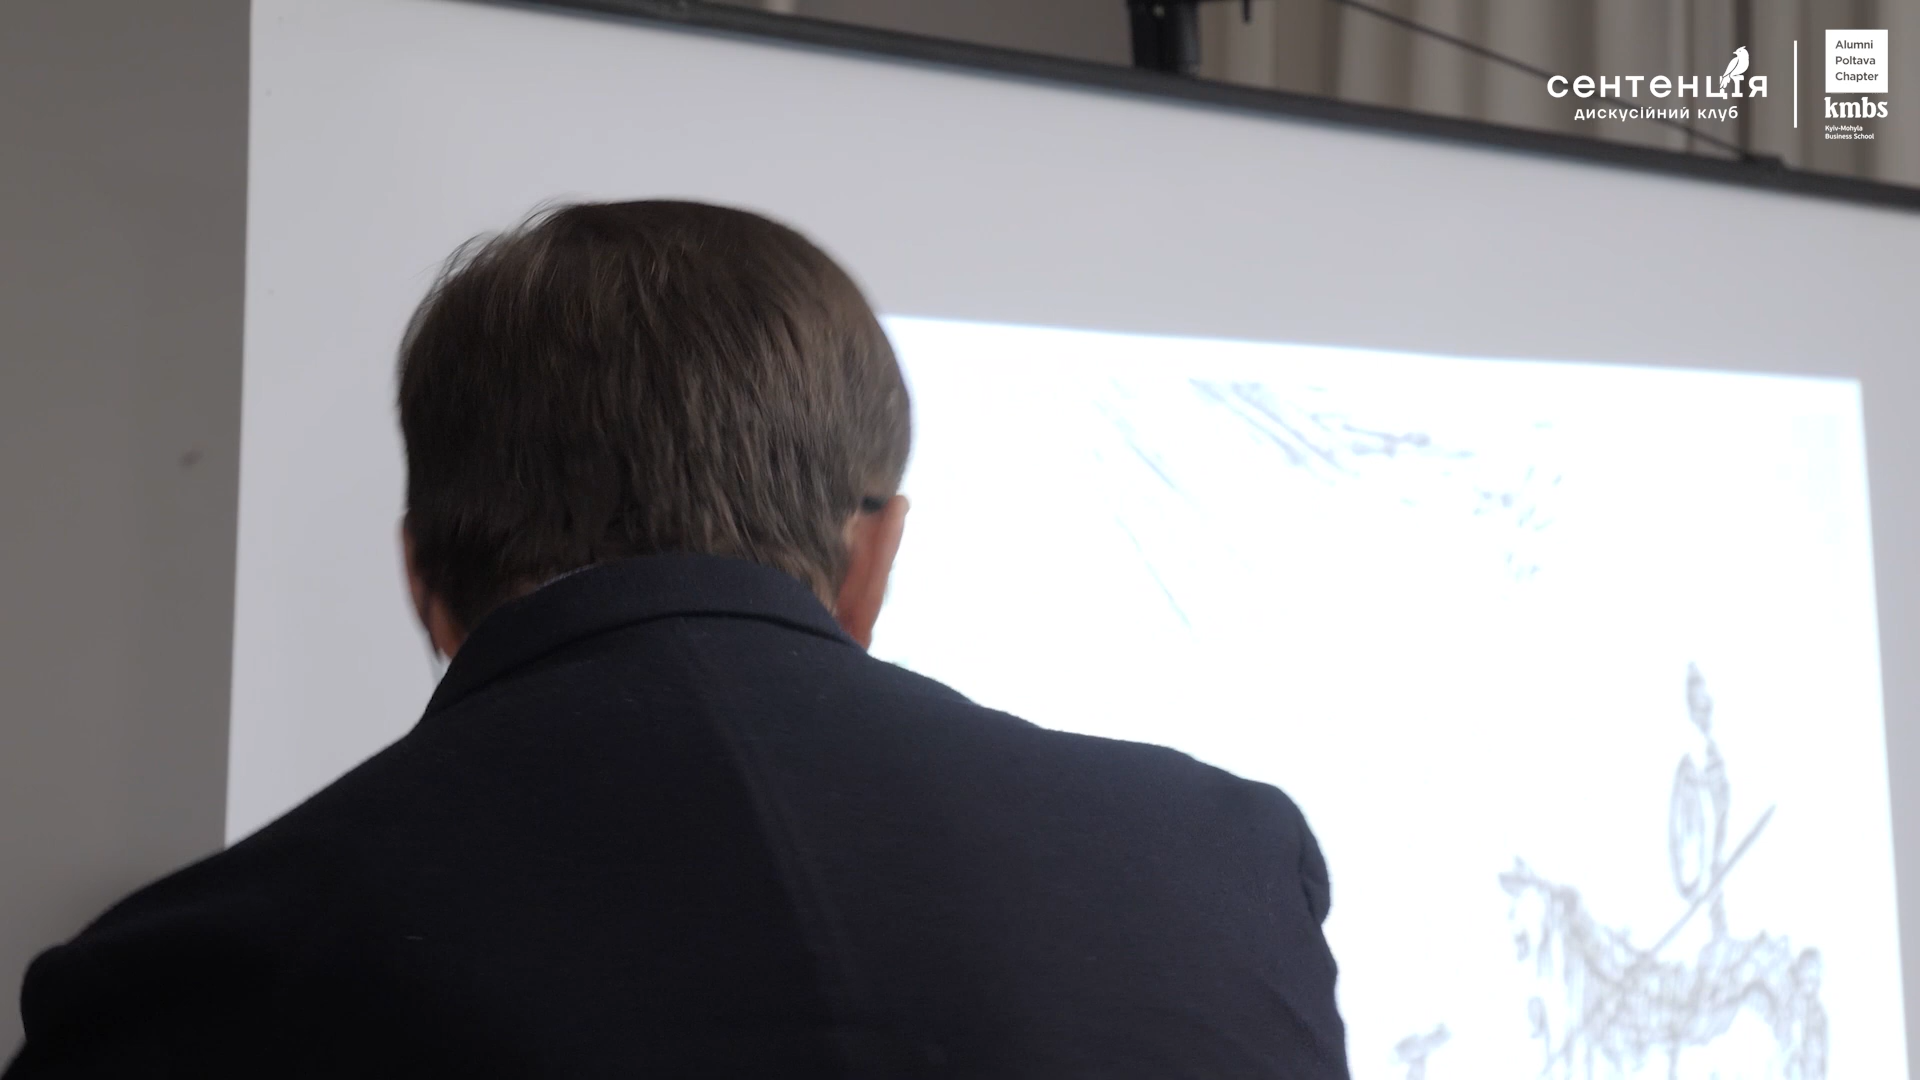 сентенція
дискусійний клуб
Alumni
Poltava
Chapter
kmbs
Kyiv-Mohyla
Business School